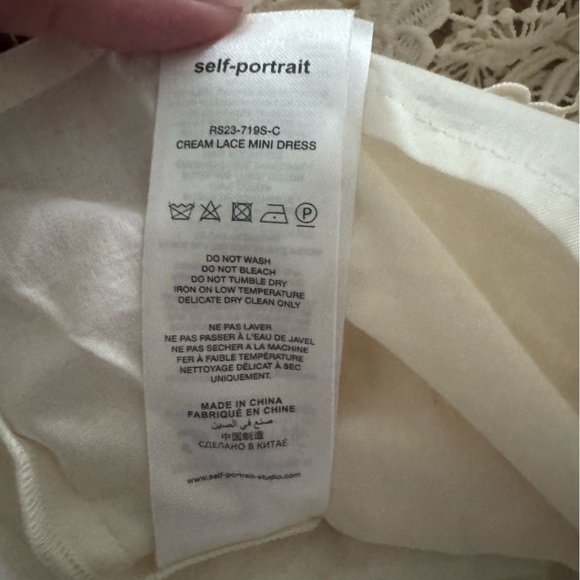 self-portrait
RS23-719S-C
CREAM LACE MINI DRESS
P
DO NOT WASH
DO NOT BLEACH
DO NOT TUMBLE DRY
IRON ON LOW TEMPERATURE
DELICATE DRY CLEAN ONLY
NE PAS LAVER
NE PAS PASSER À L'EAU DE JAVEL
NE PAS SECHER A LA MACHINE
FER À FAIBLE TEMPÉRATURE
NETTOYAGE DÉLICAT À SEC
UNIQUEMENT.
MADE IN CHINA
FABRIQUÉ EN CHINE
صنع في الصين
中国制造
СДЕЛАНО В КИТАЕ
www.self-portrait-studio.com